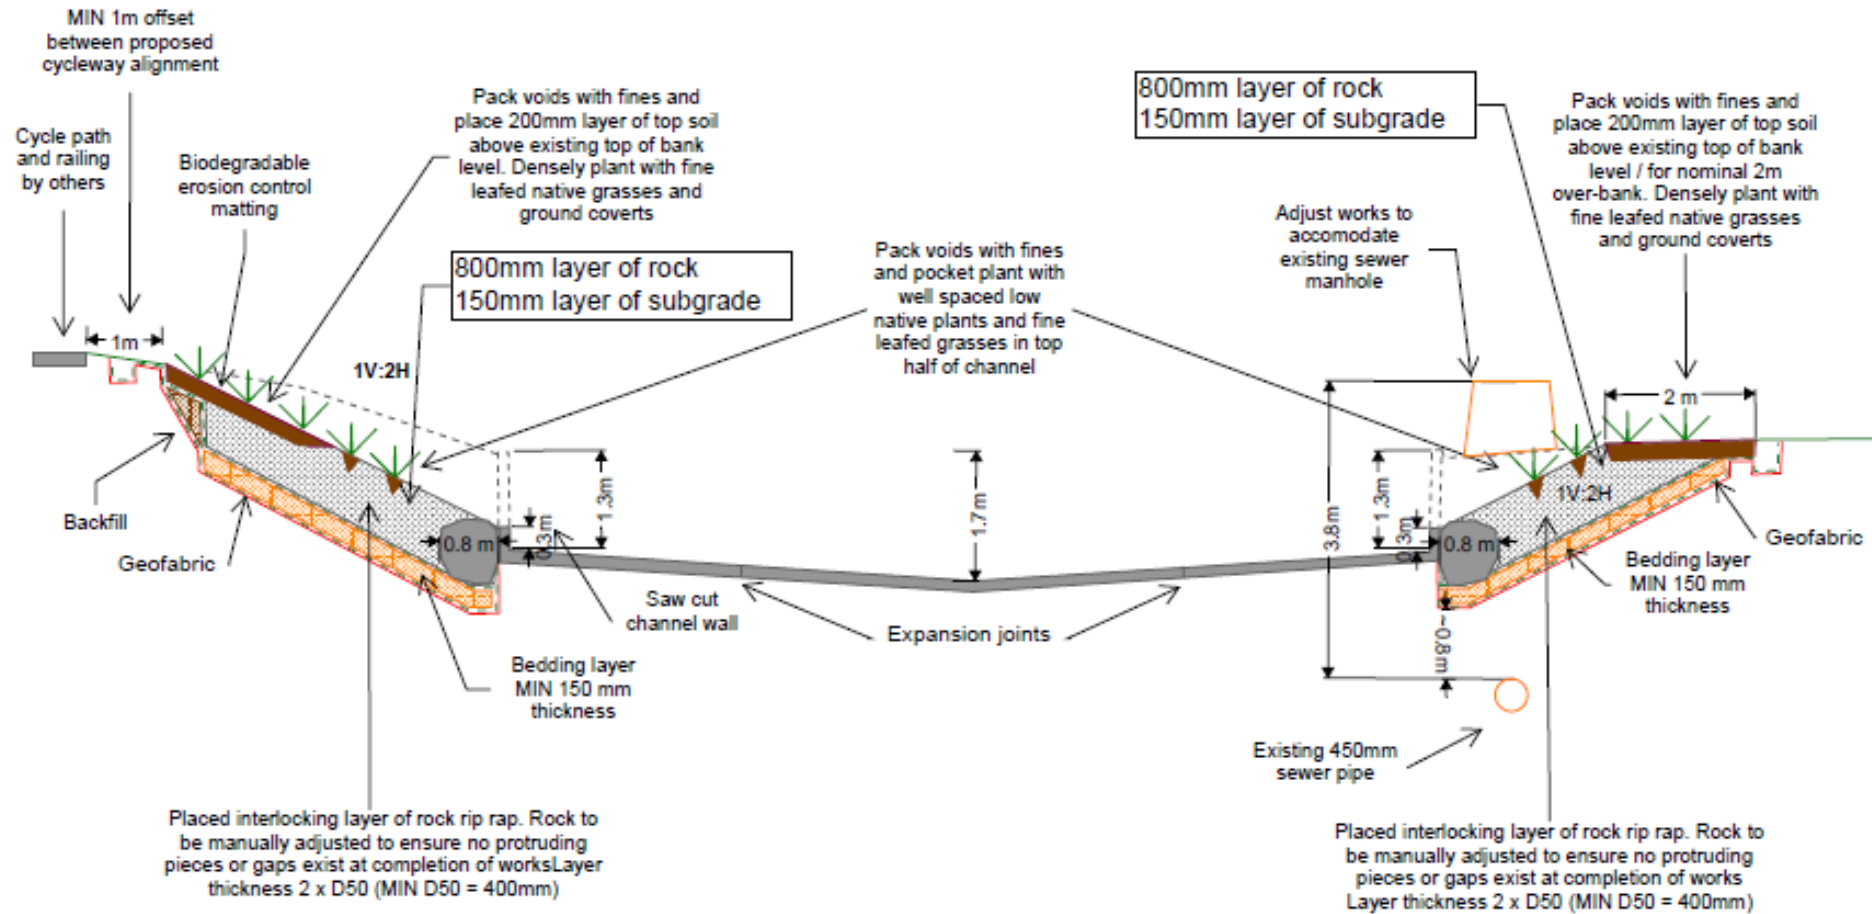 MIN 1m offset
between proposed
cycleway alignment
Cycle path
and railing
by others
Biodegradable
erosion control
matting
Pack voids with fines and
place 200mm layer of top soil
above existing top of bank
level. Densely plant with fine
leafed native grasses and
ground coverts
800mm layer of rock
150mm layer of subgrade
Pack voids with fines
and pocket plant with
well spaced low
native plants and fine
leafed grasses in top
half of channel
800mm layer of rock
150mm layer of subgrade
Adjust works to
accomodate
existing sewer
manhole
Pack voids with fines and
place 200mm layer of top soil
above existing top of bank
level / for nominal 2m
over-bank. Densely plant with
fine leafed native grasses
and ground coverts
1m
1V:2H
2 m
1.3m
0.3m
0.8 m
1.7m
3.8m
1.3m
0.3m
0.8 m
1V:2H
~0.8m
Backfill
Geofabric
Saw cut
channel wall
Expansion joints
Bedding layer
MIN 150 mm
thickness
Geofabric
Bedding layer
MIN 150 mm
thickness
Existing 450mm
sewer pipe
Placed interlocking layer of rock rip rap. Rock to
be manually adjusted to ensure no protruding
pieces or gaps exist at completion of worksLayer
thickness 2 x D50 (MIN D50 = 400mm)
Placed interlocking layer of rock rip rap. Rock to
be manually adjusted to ensure no protruding
pieces or gaps exist at completion of works
Layer thickness 2 x D50 (MIN D50 = 400mm)